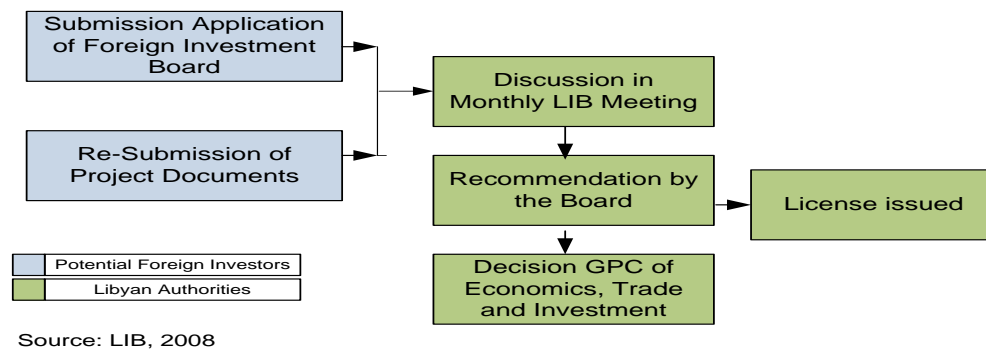 Submission Application
of Foreign Investment
Board
Re-Submission of
Project Documents
Discussion in
Monthly LIB Meeting
Recommendation by
the Board
License issued
Decision GPC of
Economics, Trade
and Investment
Potential Foreign Investors
Libyan Authorities
Source: LIB, 2008